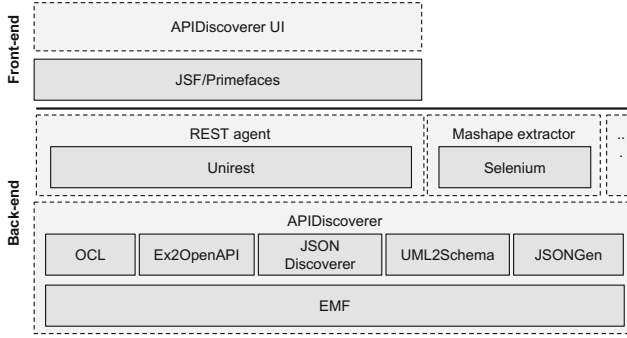 Front-end
APIDiscoverer UI
JSF/Primefaces
Back-end
REST agent
Unirest
Mashape extractor
Selenium
..
.
APIDiscoverer
OCL
Ex2OpenAPI
JSON
Discoverer
UML2Schema
JSONGen
EMF